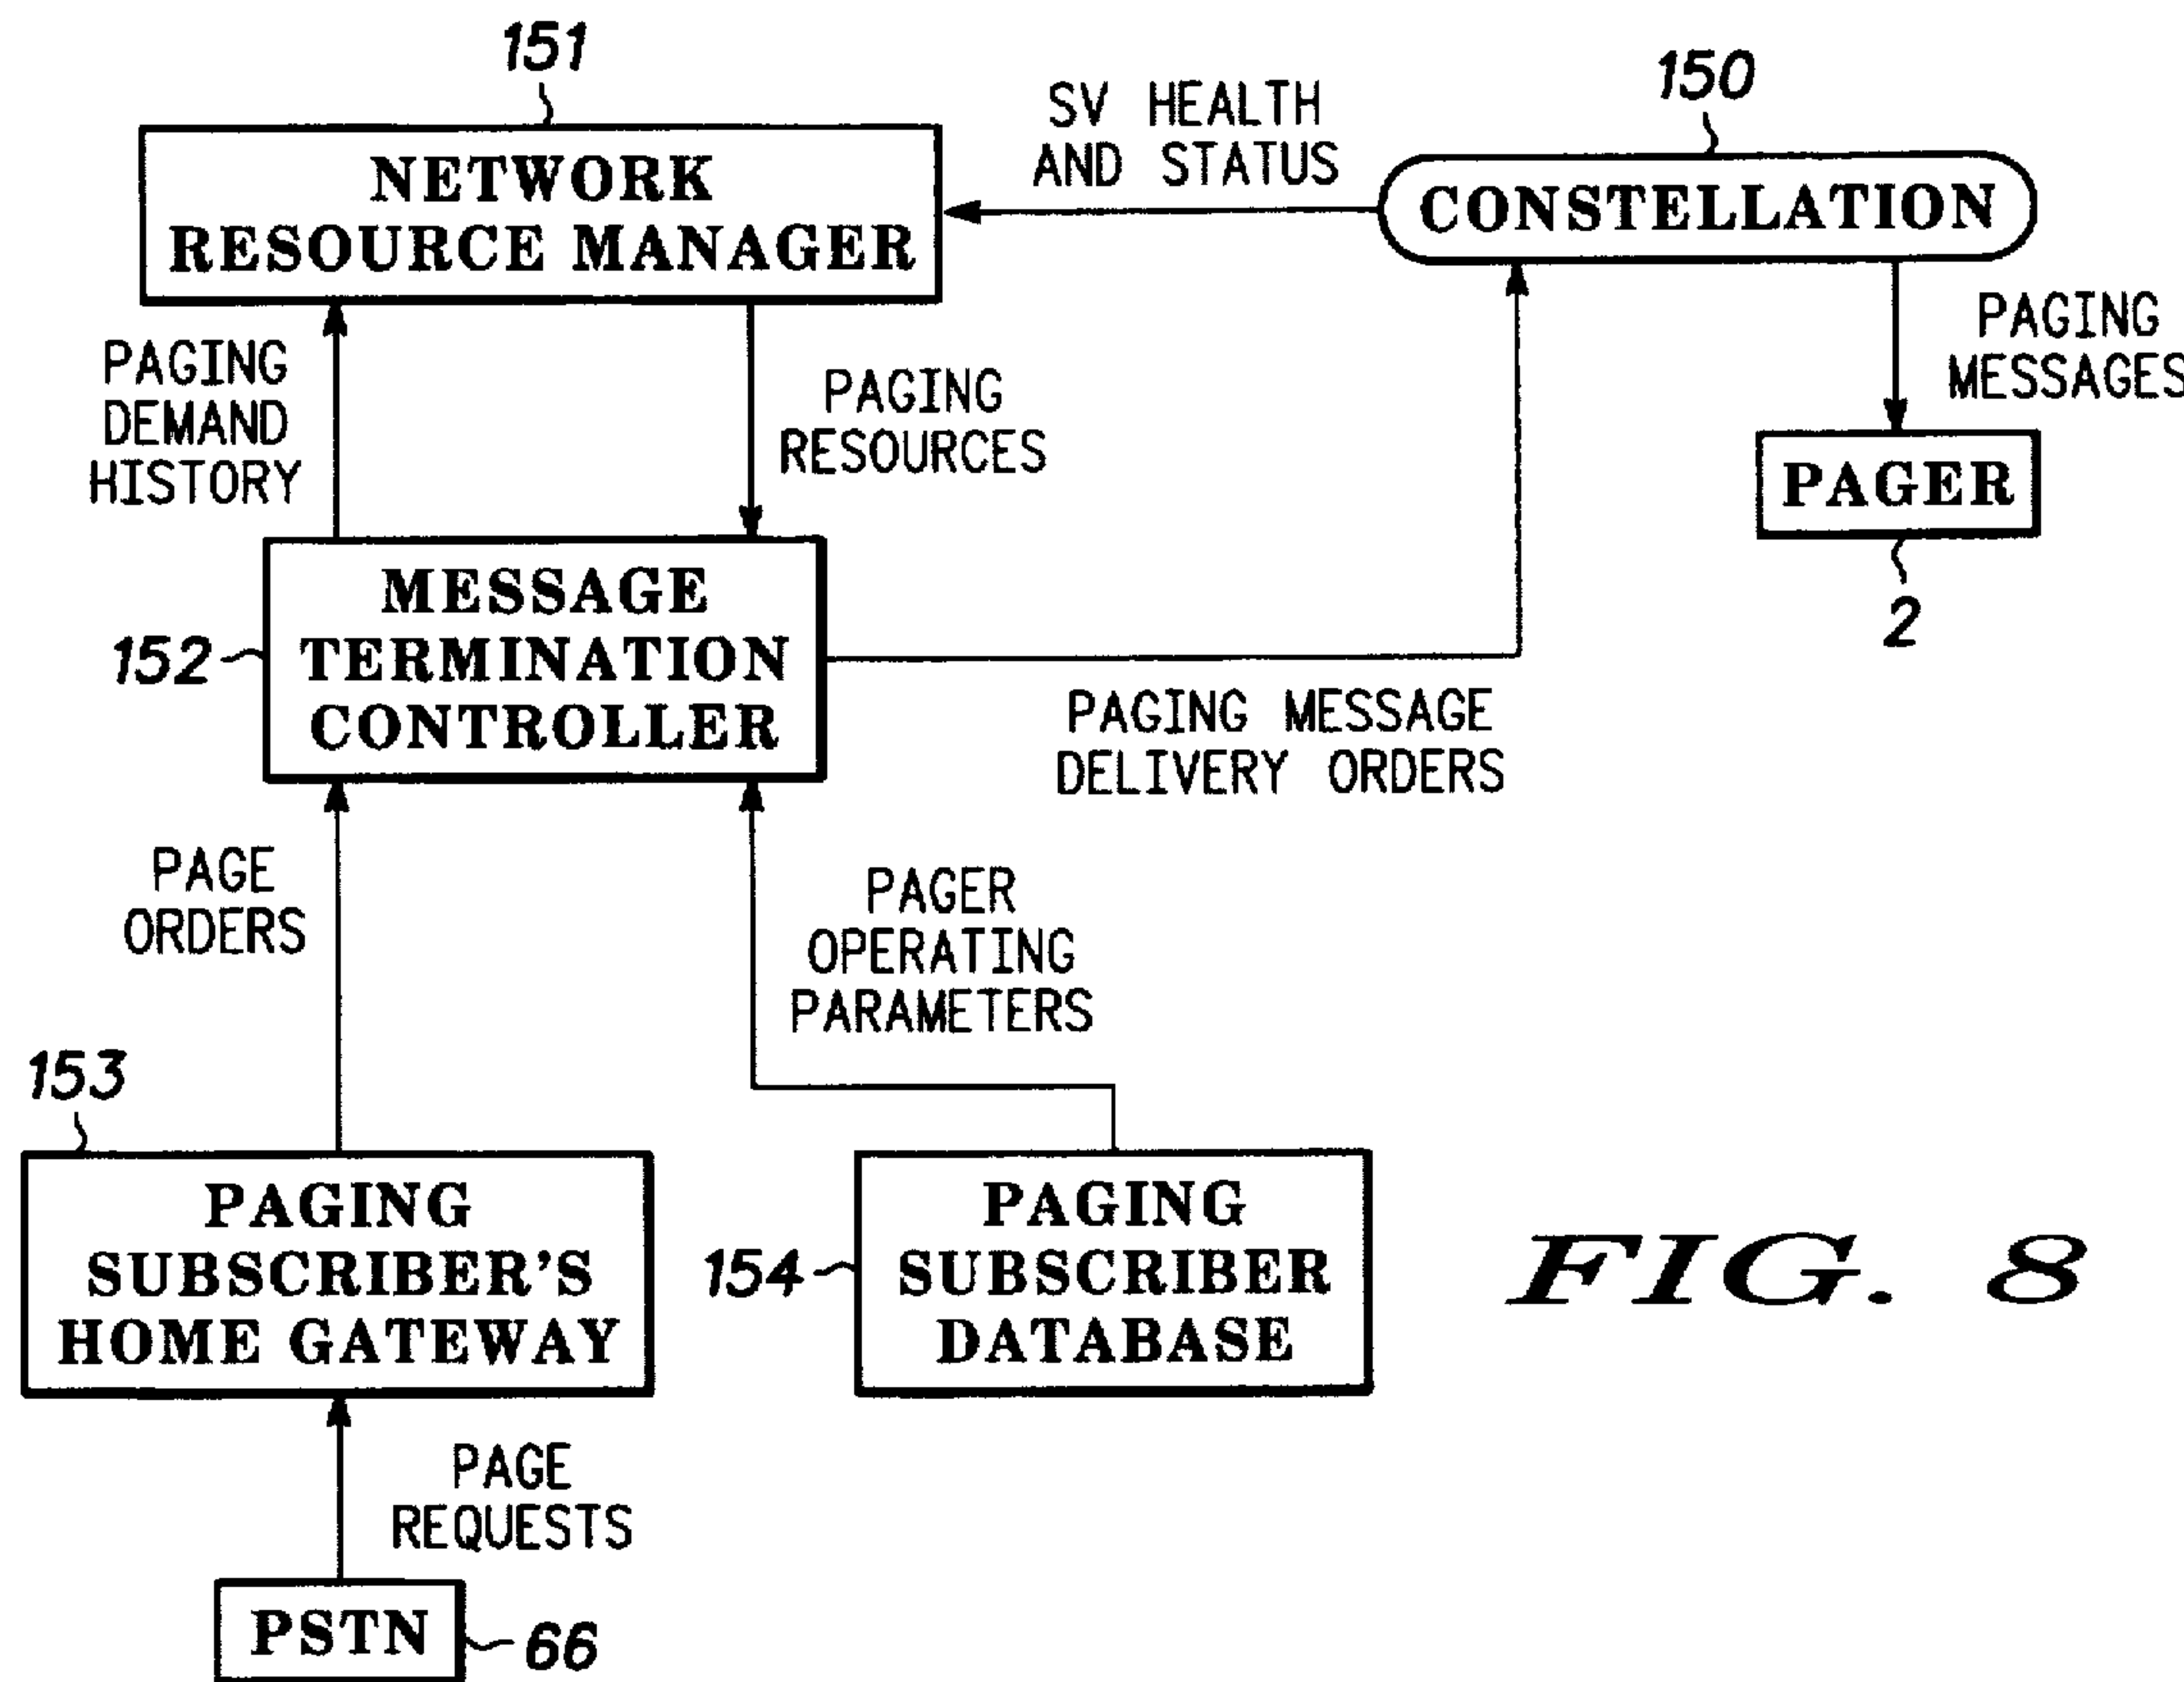 151
NETWORK
RESOURCE MANAGER
SV HEALTH
AND STATUS
150
CONSTELLATION
PAGING
DEMAND
HISTORY
PAGING
RESOURCES
PAGING
MESSAGES
PAGER
2
152
MESSAGE
TERMINATION
CONTROLLER
PAGING MESSAGE
DELIVERY ORDERS
PAGE
ORDERS
PAGER
OPERATING
PARAMETERS
153
PAGING
SUBSCRIBER'S
HOME GATEWAY
154
PAGING
SUBSCRIBER
DATABASE
FIG. 8
PAGE
REQUESTS
PSTN
66